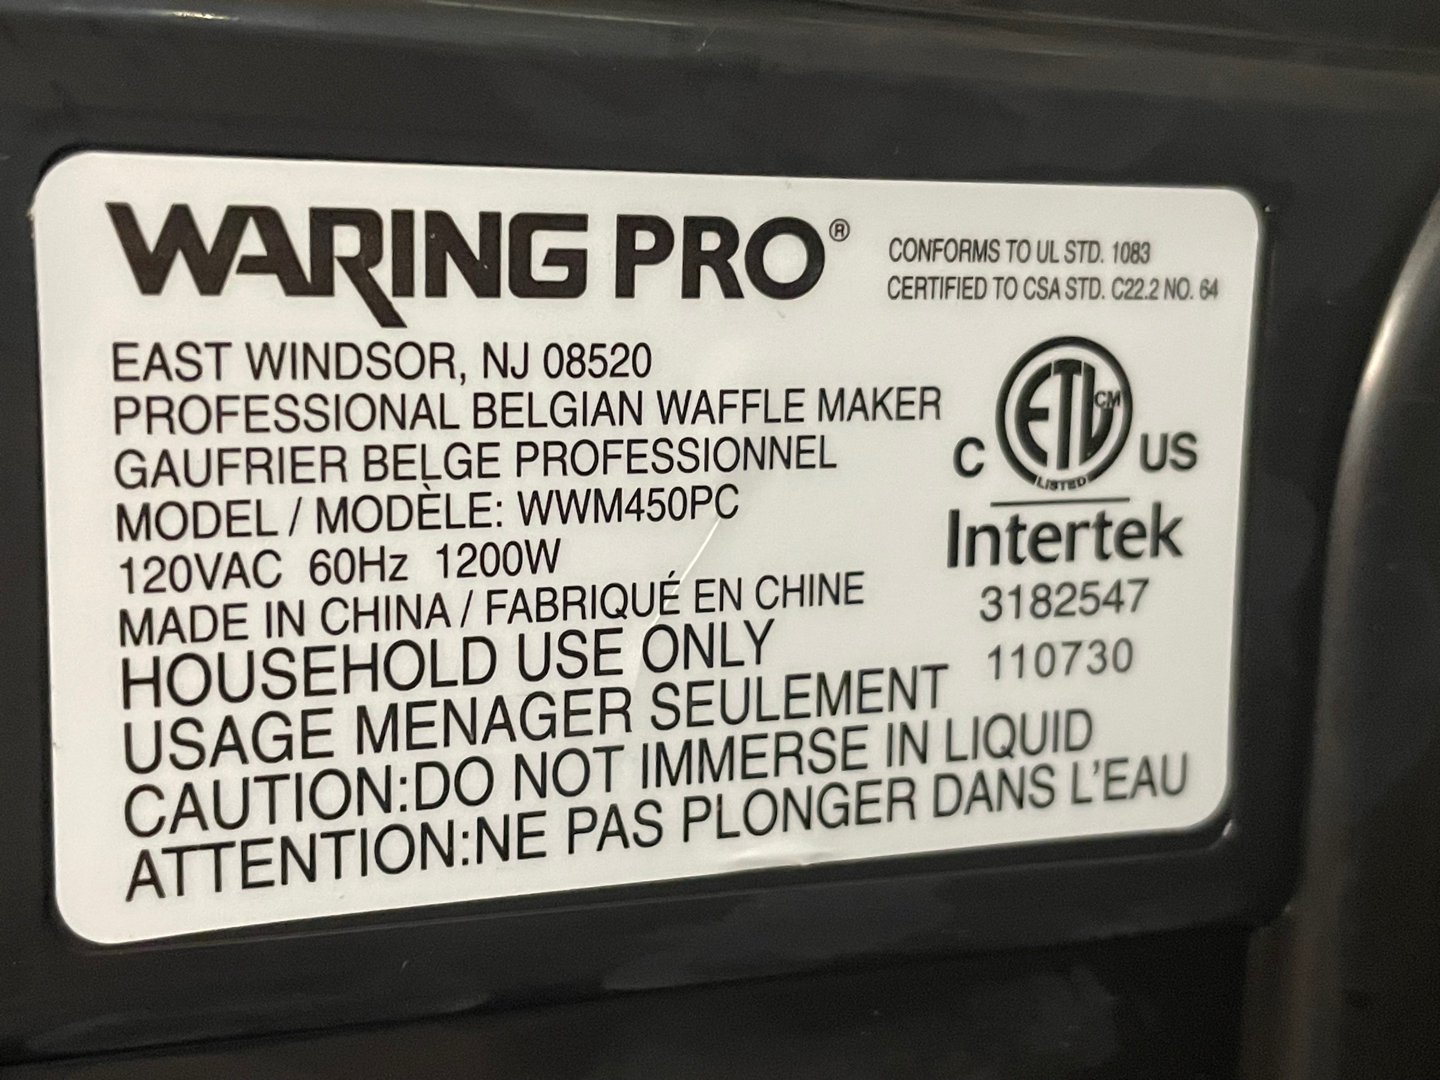 WARING PRO®
CONFORMS TO UL STD. 1083
CERTIFIED TO CSA STD. C22.2 NO. 64
EAST WINDSOR, NJ 08520
PROFESSIONAL BELGIAN WAFFLE MAKER
GAUFRIER BELGE PROFESSIONNEL
MODEL / MODÈLE: WWM450PC
120VAC 60Hz 1200W
MADE IN CHINA / FABRIQUÉ EN CHINE
HOUSEHOLD USE ONLY
USAGE MENAGER SEULEMENT
CAUTION:DO NOT IMMERSE IN LIQUID
ATTENTION:NE PAS PLONGER DANS L'EAU
ETL CM
C US
LISTED
Intertek
3182547
110730